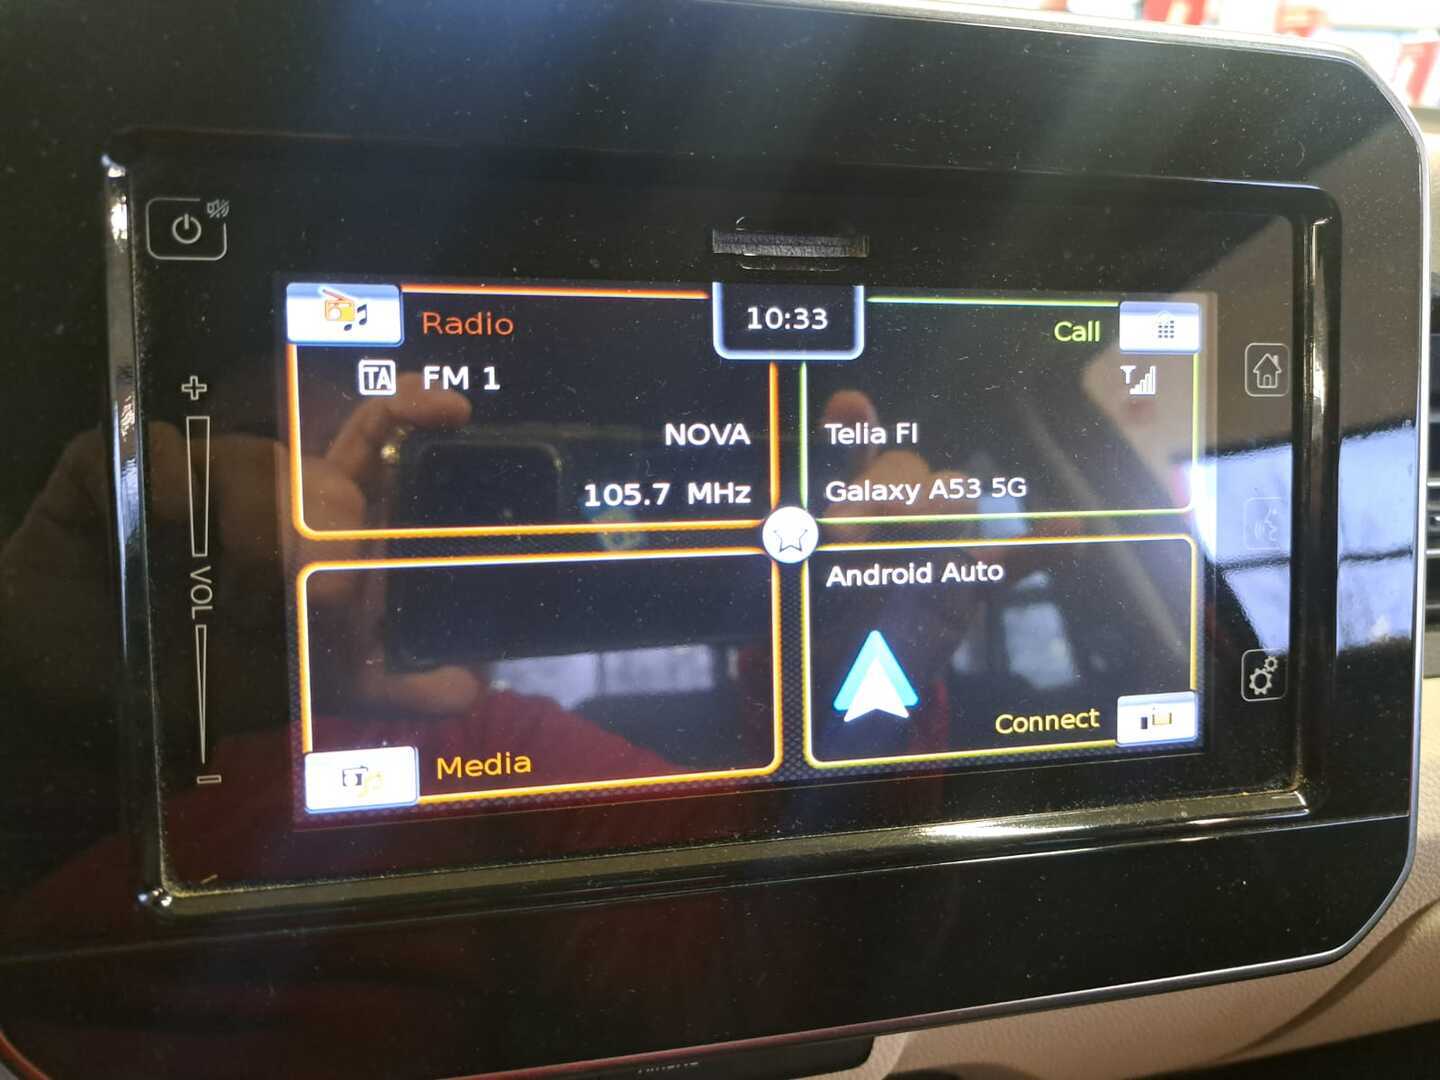 10:33
Radio
TA FM 1
NOVA
105.7 MHz
Call
Telia FI
Galaxy A53 5G
Media
Android Auto
Connect
+
VOL
-